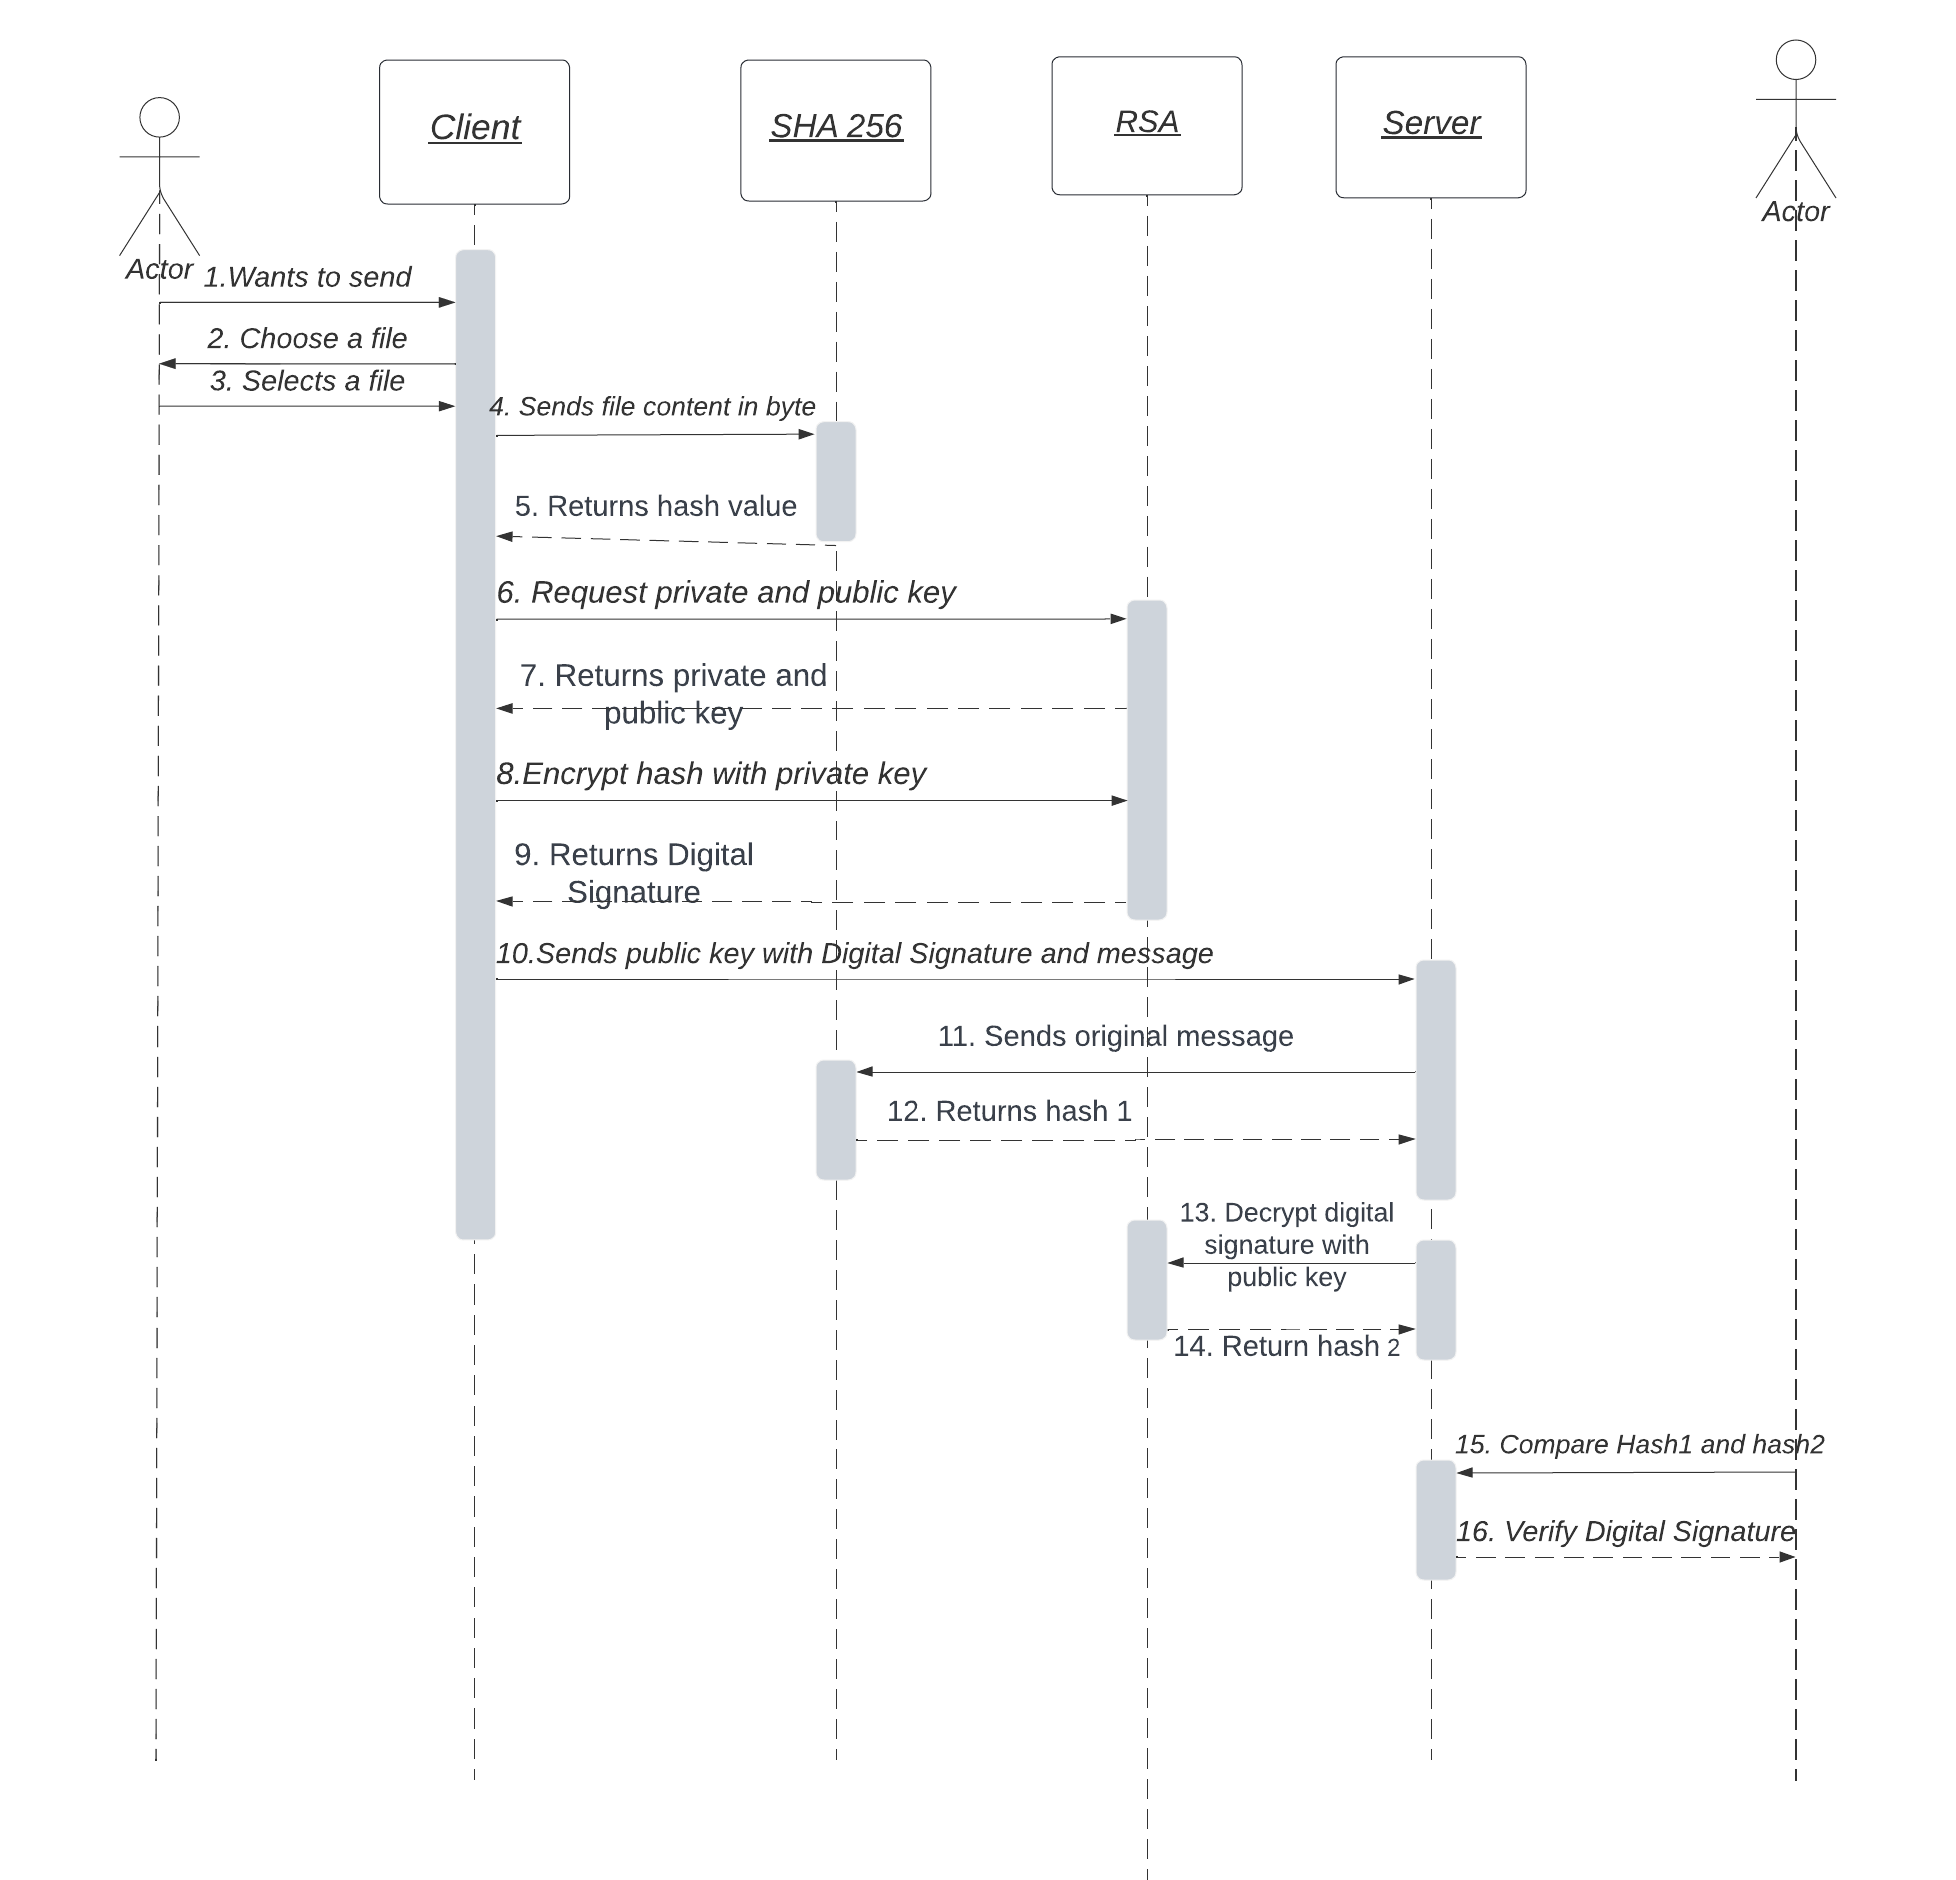 Client
SHA 256
RSA
Server
Actor
Actor
1.Wants to send
2. Choose a file
3. Selects a file
4. Sends file content in byte
5. Returns hash value
6. Request private and public key
7. Returns private and
public key
8.Encrypt hash with private key
9. Returns Digital
Signature
10.Sends public key with Digital Signature and message
11. Sends original message
12. Returns hash 1
13. Decrypt digital
signature with
public key
14. Return hash 2
15. Compare Hash1 and hash2
16. Verify Digital Signature